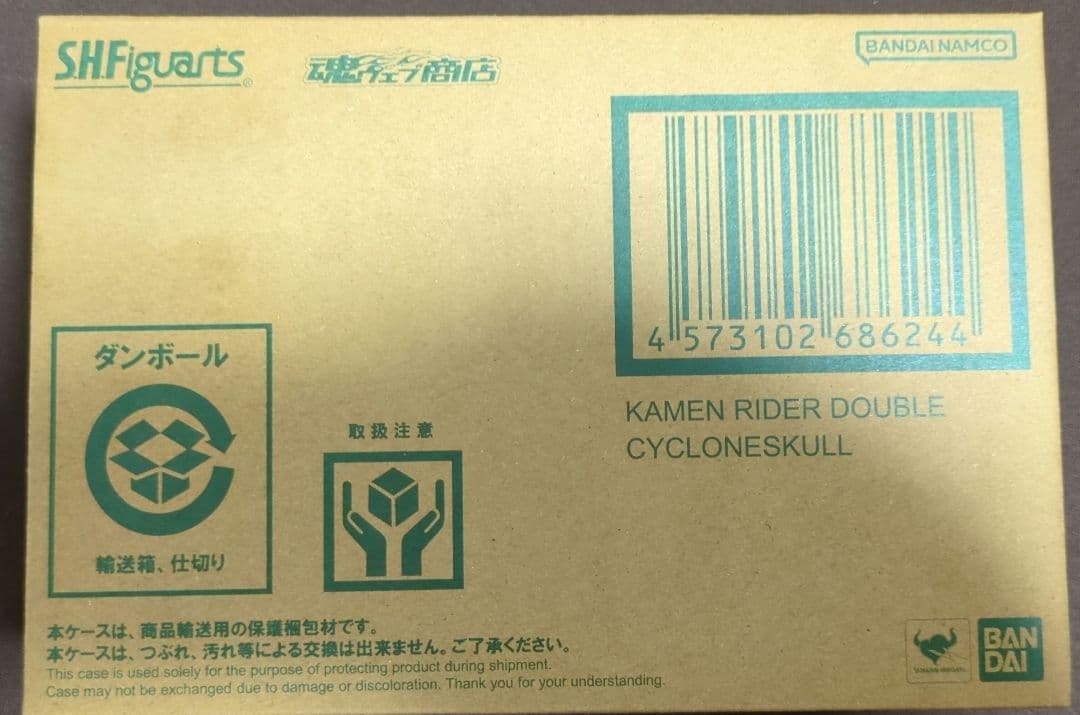 S.H.Figuarts
魂ウェブ商店
BANDAI NAMCO
4 573102 686244
KAMEN RIDER DOUBLE
CYCLONESKULL
ダンボール
輸送箱、仕切り
取扱注意
本ケースは、商品輸送用の保護梱包材です。
本ケースは、つぶれ、汚れ等による交換は出来ません。ご了承ください。
This case is used solely for the purpose of protecting product during shipment.
Case may not be exchanged due to damage or discoloration. Thank you for your understanding.
BAN
DAI